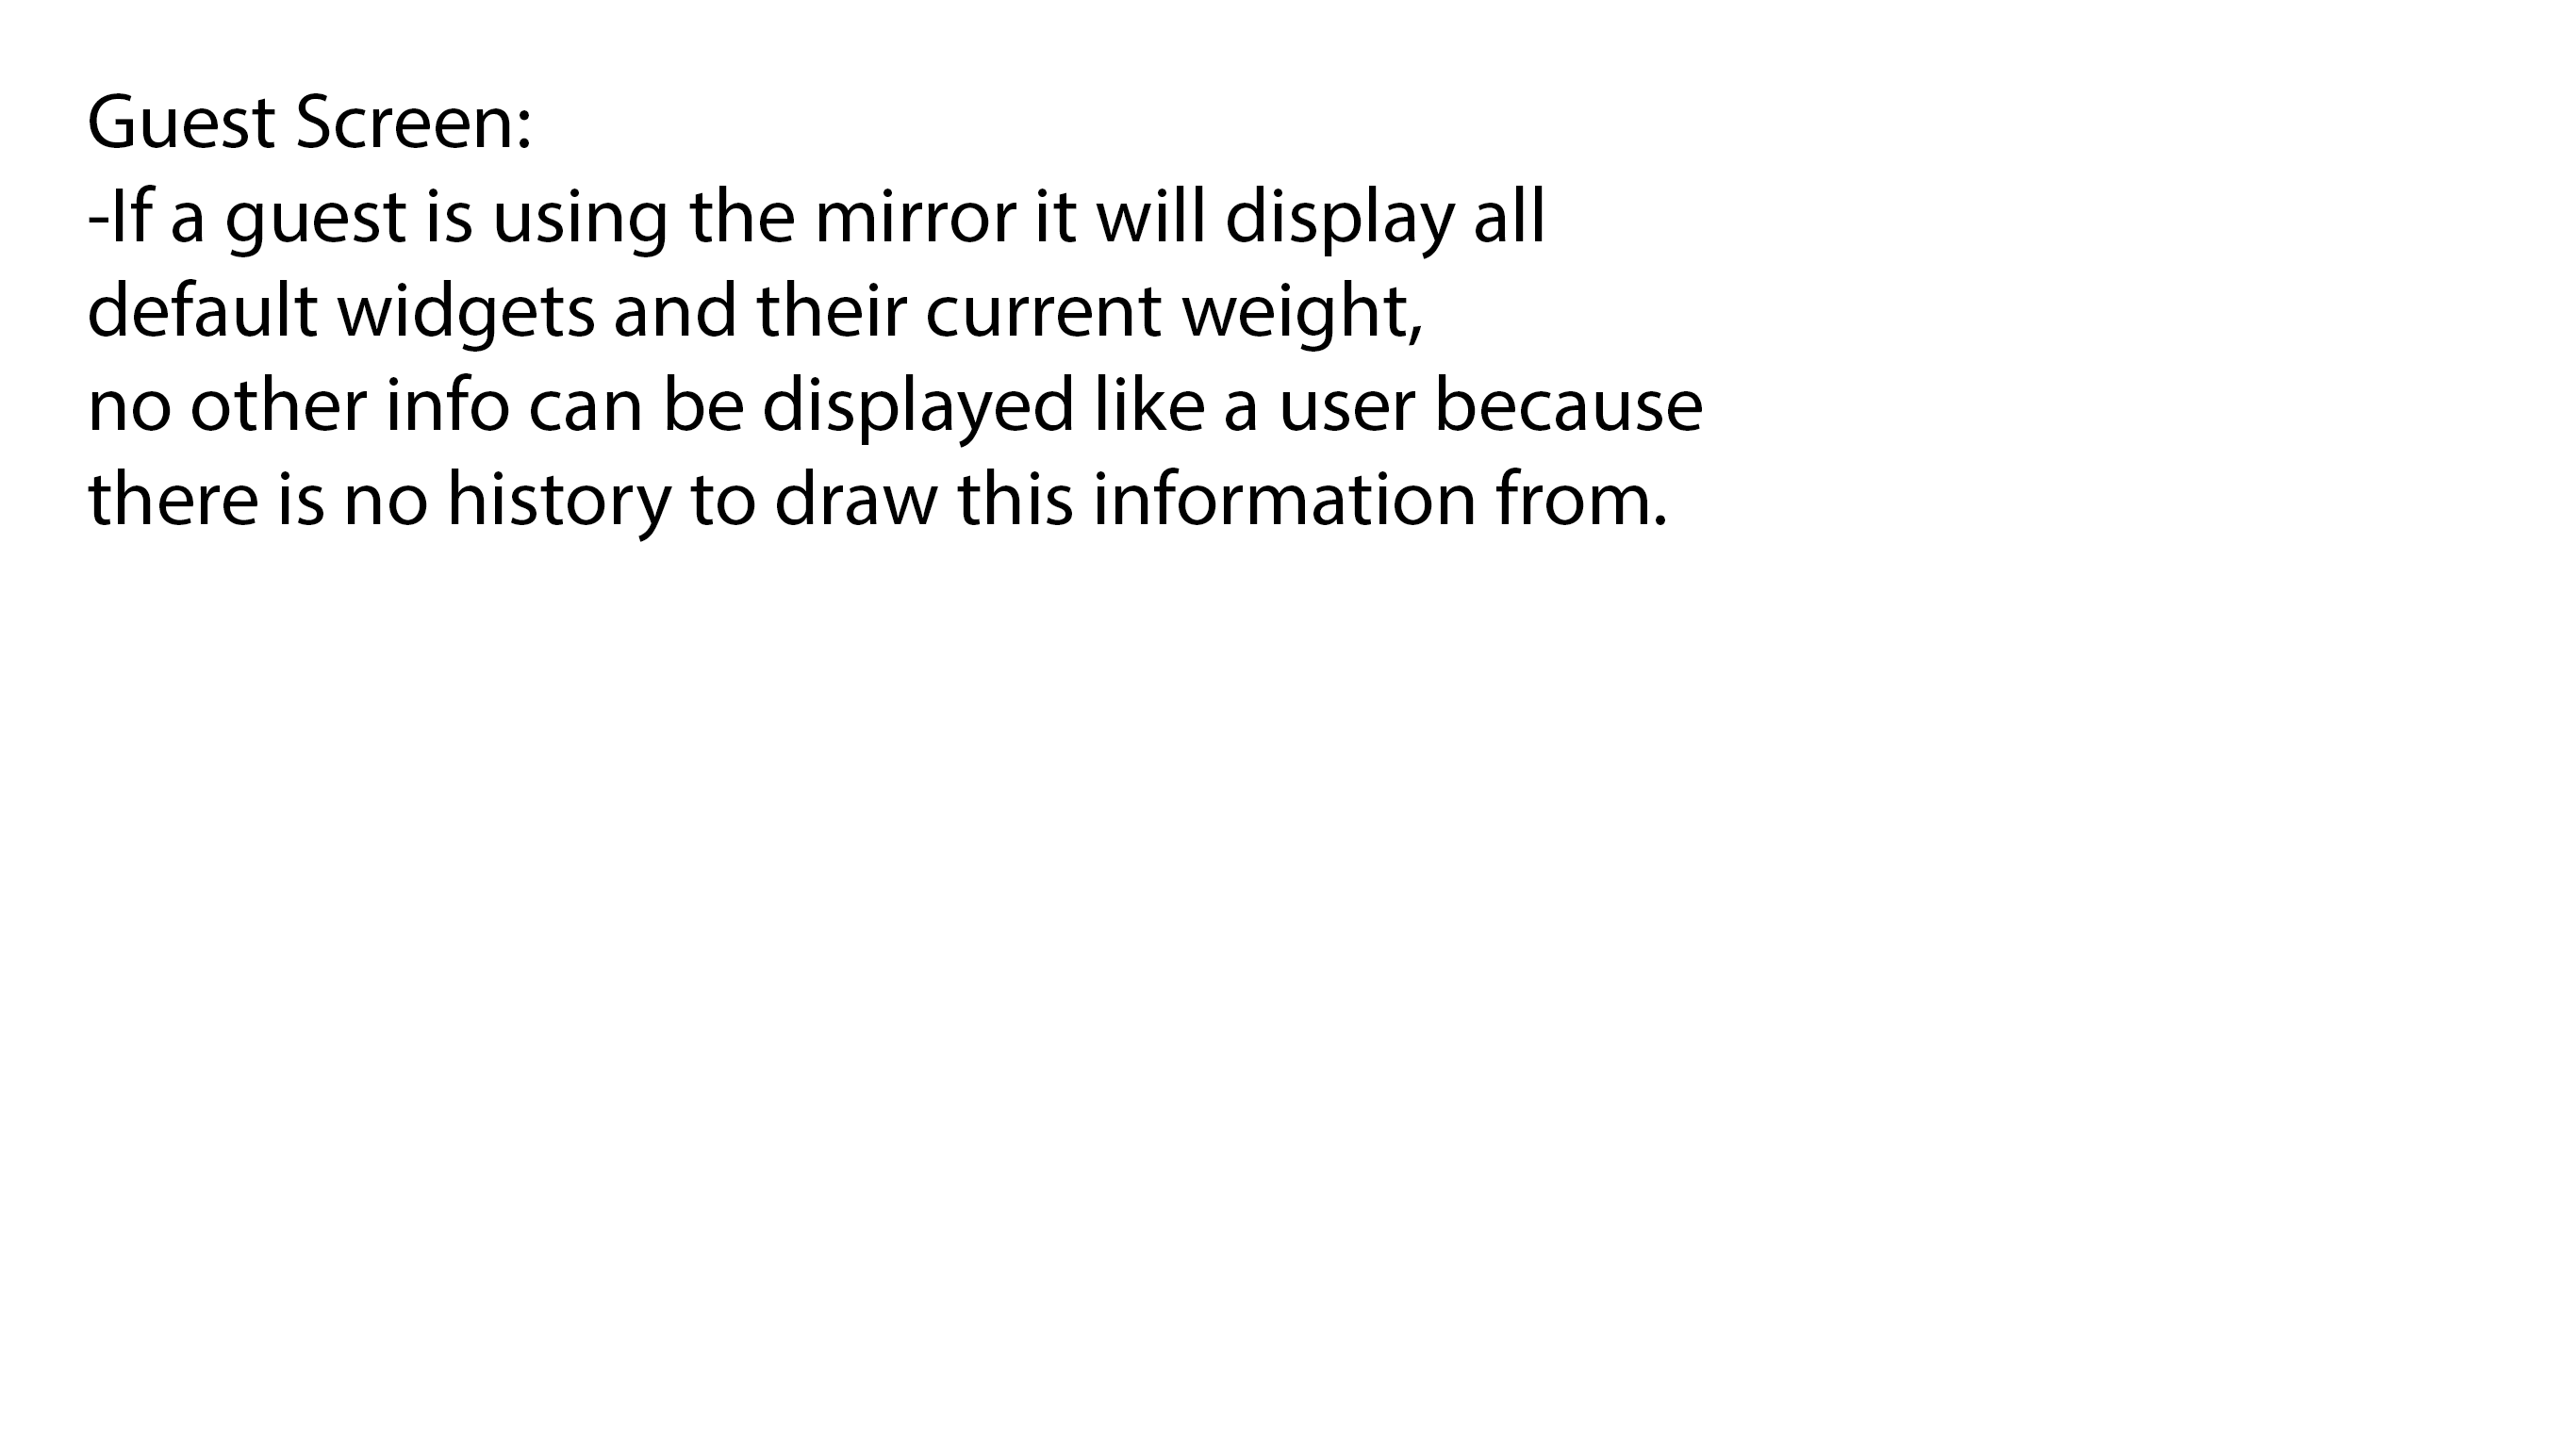 Guest Screen:
-If a guest is using the mirror it will display all
default widgets and their current weight,
no other info can be displayed like a user because
there is no history to draw this information from.